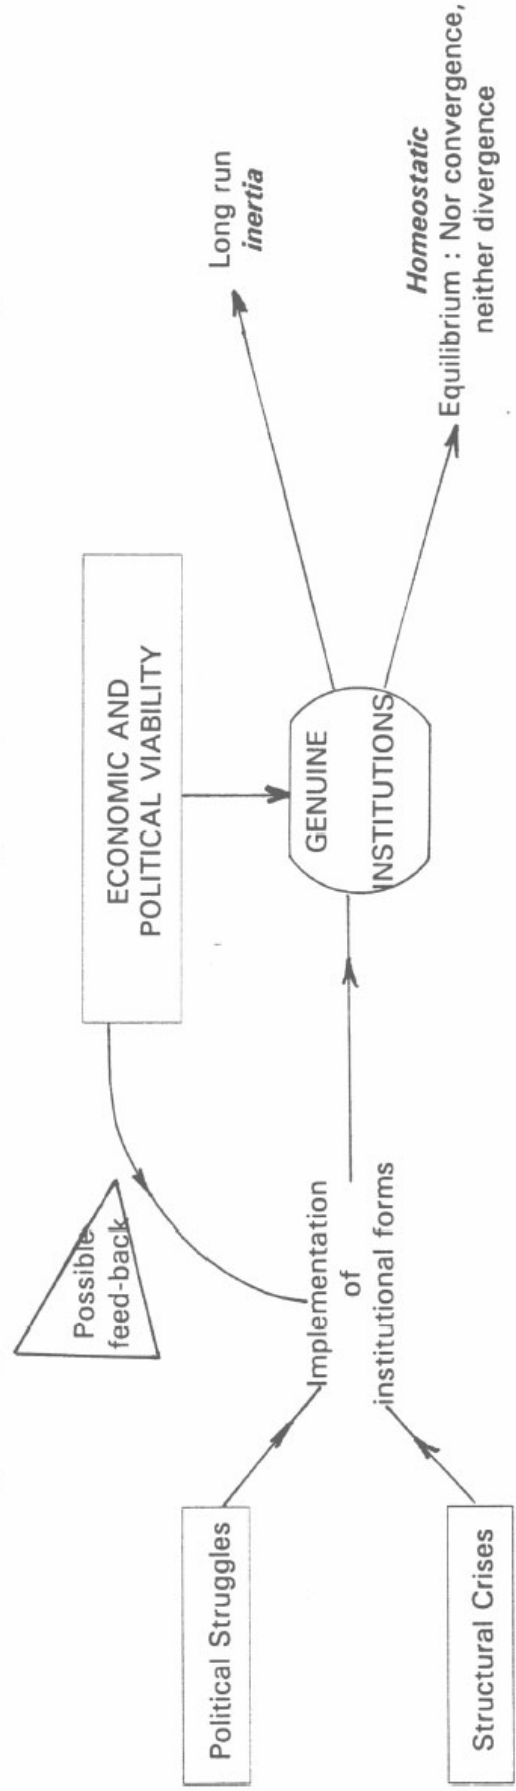 Political Struggles
Structural Crises
Possible
feed-back
Implementation
of
institutional forms
ECONOMIC AND
POLITICAL VIABILITY
GENUINE
INSTITUTIONS
Long run
inertia
Homeostatic
Equilibrium : Nor convergence,
neither divergence